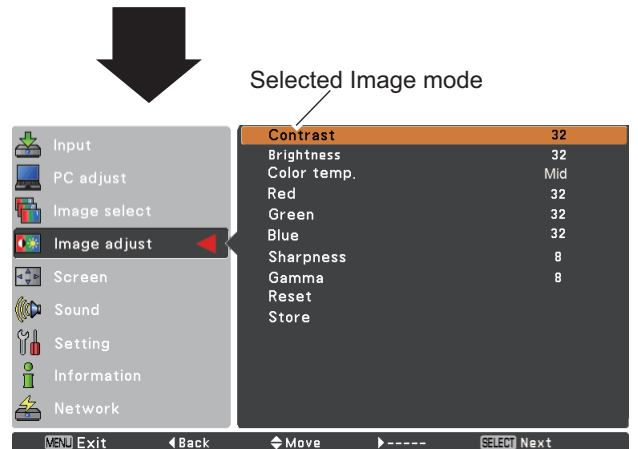 Selected Image mode
Input
PC adjust
Image select
Image adjust
Screen
Sound
Setting
Information
Network
Contrast 32
Brightness 32
Color temp. Mid
Red 32
Green 32
Blue 32
Sharpness 8
Gamma 8
Reset
Store
MENU Exit ◀Back ◆Move ▶----- SELECT Next